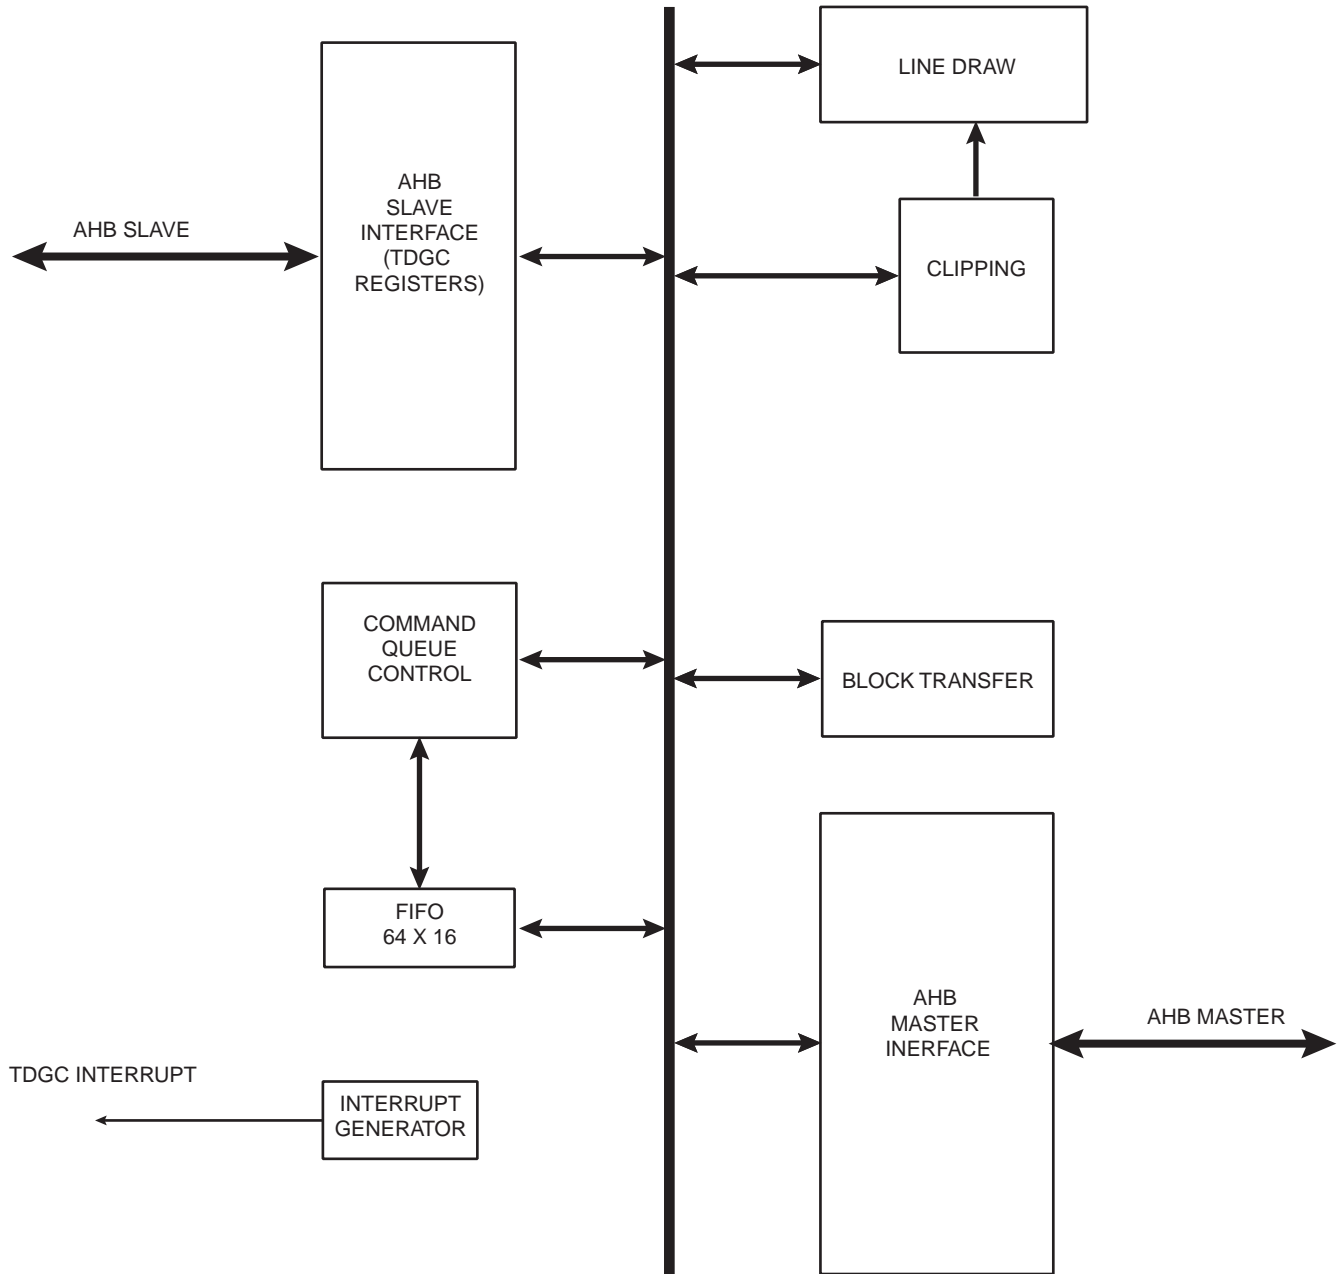 LINE DRAW
AHB
SLAVE
INTERFACE
(TDGC
REGISTERS)
AHB SLAVE
CLIPPING
COMMAND
QUEUE
CONTROL
BLOCK TRANSFER
FIFO
64 X 16
AHB
MASTER
INERFACE
AHB MASTER
TDGC INTERRUPT
INTERRUPT
GENERATOR